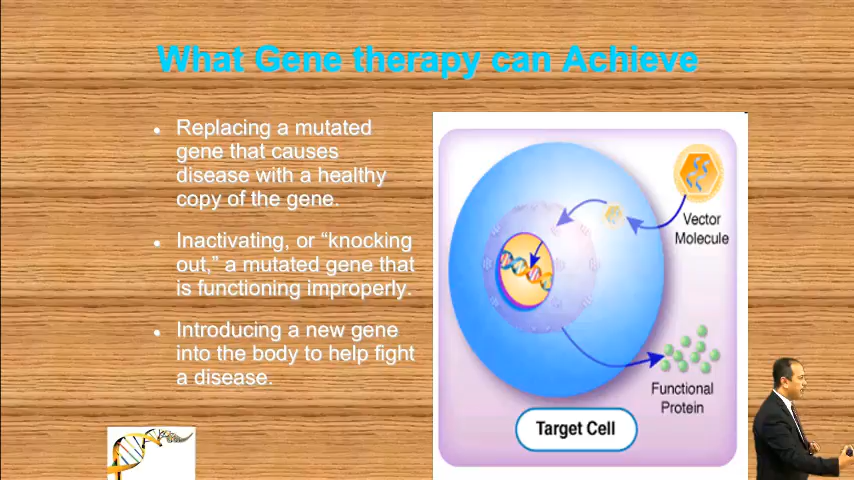 What Gene therapy can Achieve
• Replacing a mutated
gene that causes
disease with a healthy
copy of the gene.
• Inactivating, or “knocking
out,” a mutated gene that
is functioning improperly.
• Introducing a new gene
into the body to help fight
a disease.
Vector
Molecule
Functional
Protein
Target Cell